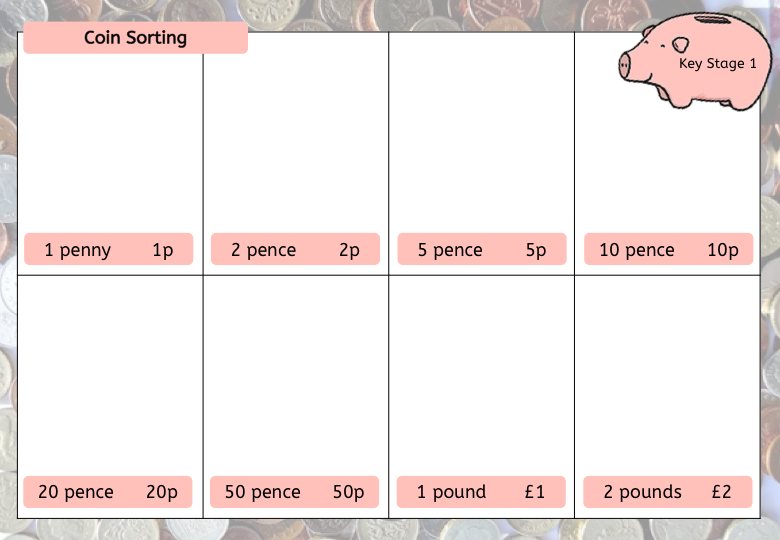 Coin Sorting
Key Stage 1
1 penny 1p
2 pence 2p
5 pence 5p
10 pence 10p
20 pence 20p
50 pence 50p
1 pound £1
2 pounds £2